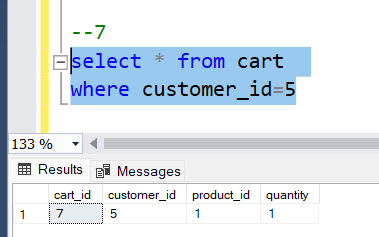 --7
select * from cart
where customer_id=5
133 %
Results Messages
cart_id customer_id product_id quantity
1 7 5 1 1